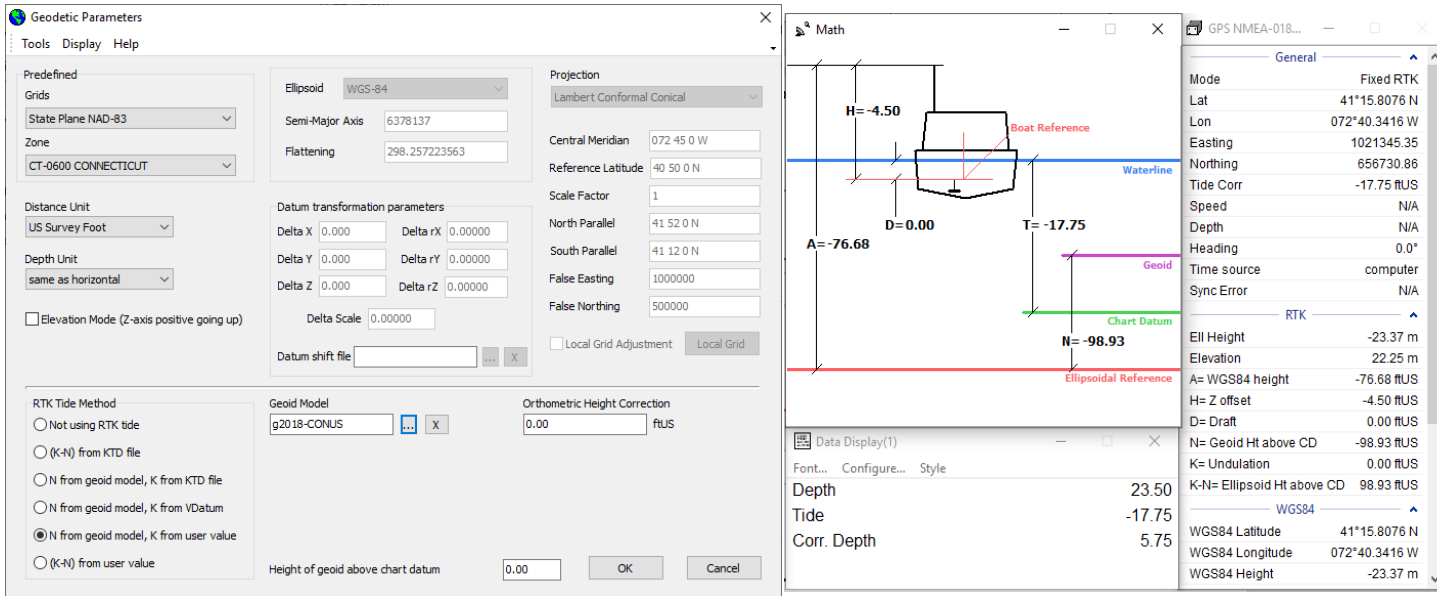 Geodetic Parameters
Tools Display Help
Predefined
Grids
State Plane NAD-83
Zone
CT-0600 CONNECTICUT
Distance Unit
US Survey Foot
Depth Unit
same as horizontal
Elevation Mode (Z-axis positive going up)
Ellipsoid WGS-84
Semi-Major Axis 6378137
Flattening 298.257223563
Datum transformation parameters
Delta X 0.000 Delta rX 0.00000
Delta Y 0.000 Delta rY 0.00000
Delta Z 0.000 Delta rZ 0.00000
Delta Scale 0.00000
Datum shift file ... X
Projection
Lambert Conformal Conical
Central Meridian 072 45 0 W
Reference Latitude 40 50 0 N
Scale Factor 1
North Parallel 41 52 0 N
South Parallel 41 12 0 N
False Easting 1000000
False Northing 500000
Local Grid Adjustment Local Grid
RTK Tide Method
Not using RTK tide
(K-N) from KTD file
N from geoid model, K from KTD file
N from geoid model, K from VDatum
N from geoid model, K from user value
(K-N) from user value
Geoid Model
g2018-CONUS ... X
Orthometric Height Correction
0.00 ftUS
Height of geoid above chart datum 0.00 OK Cancel
Math
H= -4.50
Boat Reference
Waterline
D= 0.00
T= -17.75
A= -76.68
Geoid
Chart Datum
N= -98.93
Ellipsoidal Reference
Data Display(1)
Font... Configure... Style
Depth 23.50
Tide -17.75
Corr. Depth 5.75
GPS NMEA-018...
General
Mode Fixed RTK
Lat 41°15.8076 N
Lon 072°40.3416 W
Easting 1021345.35
Northing 656730.86
Tide Corr -17.75 ftUS
Speed N/A
Depth N/A
Heading 0.0°
Time source computer
Sync Error N/A
RTK
Ell Height -23.37 m
Elevation 22.25 m
A= WGS84 height -76.68 ftUS
H= Z offset -4.50 ftUS
D= Draft 0.00 ftUS
N= Geoid Ht above CD -98.93 ftUS
K= Undulation 0.00 ftUS
K-N= Ellipsoid Ht above CD 98.93 ftUS
WGS84
WGS84 Latitude 41°15.8076 N
WGS84 Longitude 072°40.3416 W
WGS84 Height -23.37 m